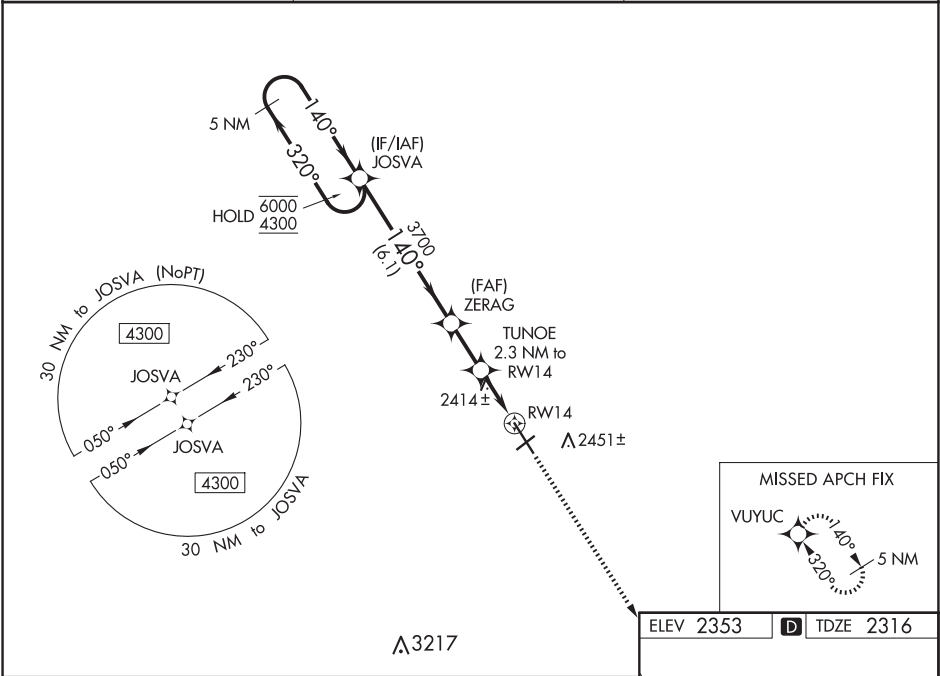 5 NM
140°
320°
(IF/IAF)
JOSVA
HOLD
6000
4300
3700
140°
(6.1)
(FAF)
ZERAG
TUNOE
2.3 NM to
RW14
2414±
RW14
2451±
30 NM to JOSVA (NoPT)
4300
230°
JOSVA
230°
050°
050°
JOSVA
4300
30 NM to JOSVA
MISSED APCH FIX
VUYUC
140°
320°
5 NM
3217
ELEV 2353 D TDZE 2316